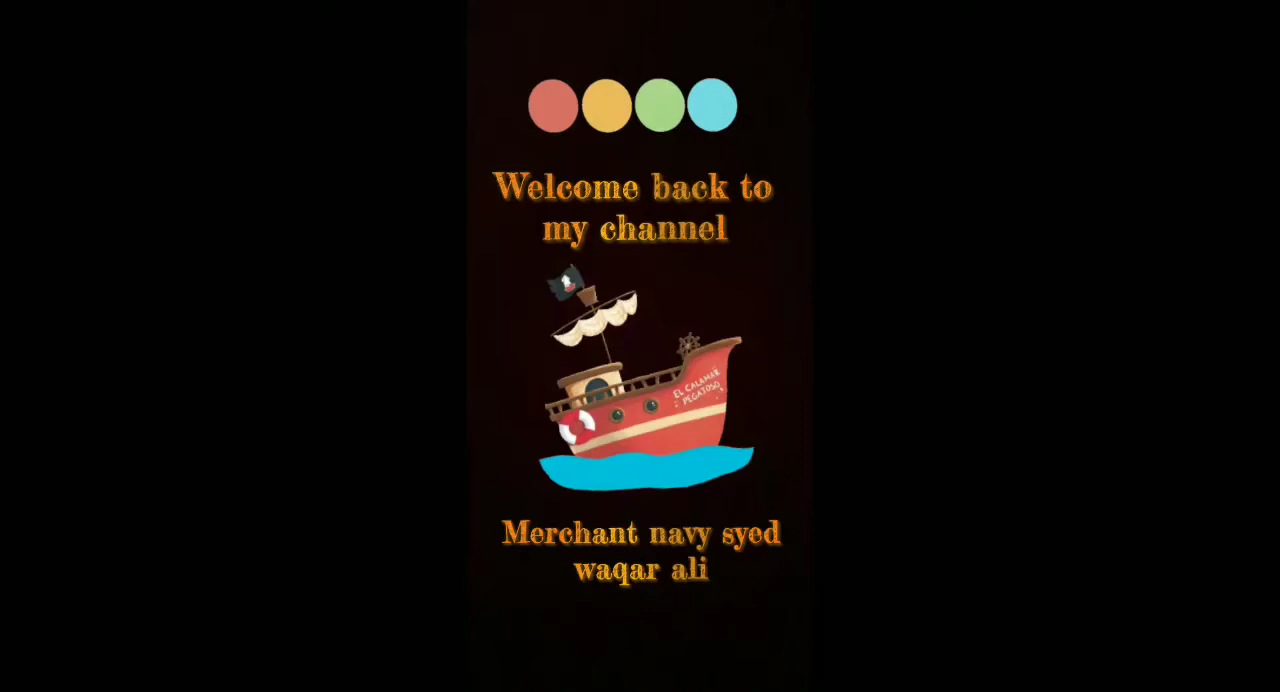 Welcome back to
my channel
EL CALAMAR
PEGATOSO
Merchant navy syed
waqar ali